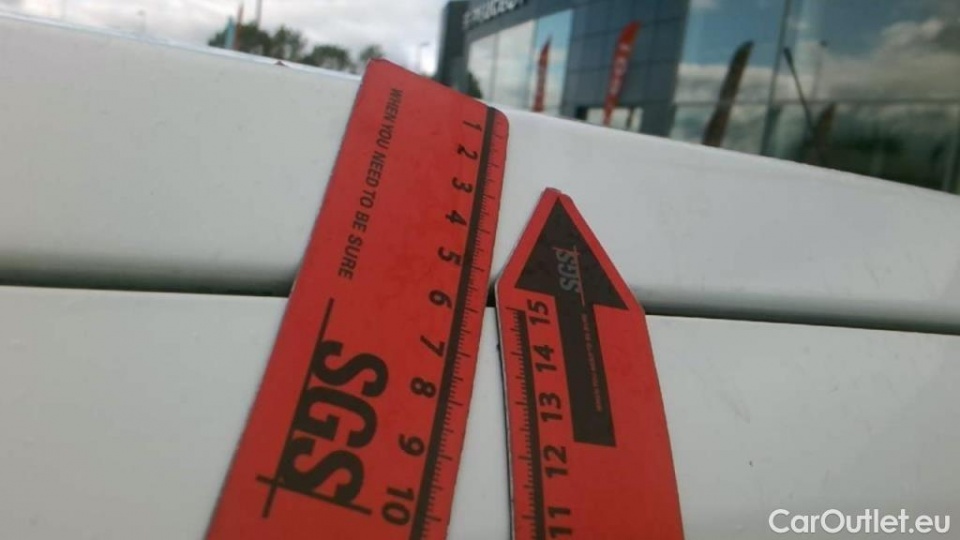 PEUGEOT
WHEN YOU NEED TO BE SURE
SGS
1 2 3 4 5 6 7 8 9 10
SGS
15 14 13 12 11
CarOutlet.eu